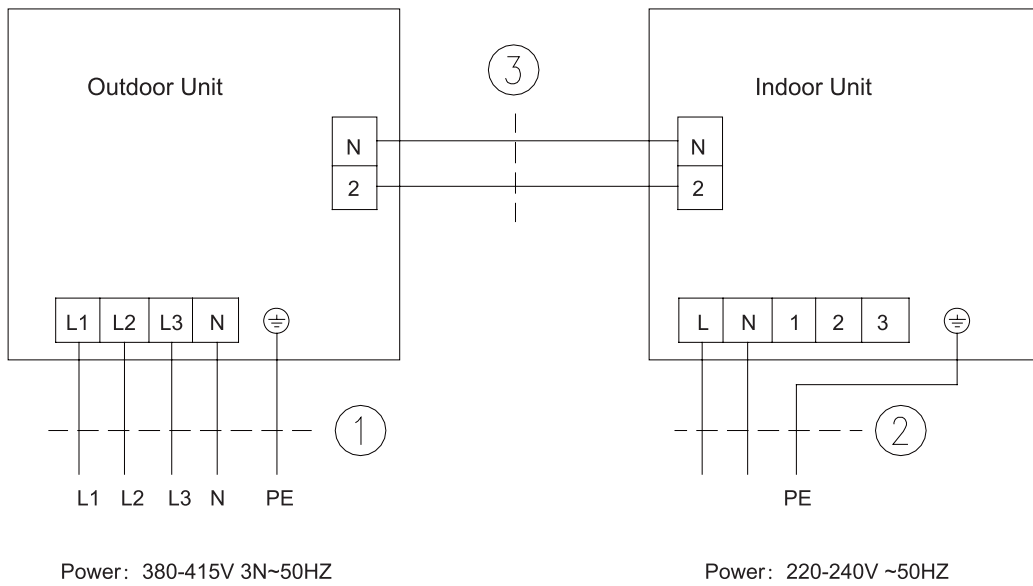 Outdoor Unit
Indoor Unit
3
N
N
2
2
L1 L2 L3 N
L N 1 2 3
1
2
L1 L2 L3 N PE
PE
Power: 380-415V 3N~50HZ
Power: 220-240V ~50HZ